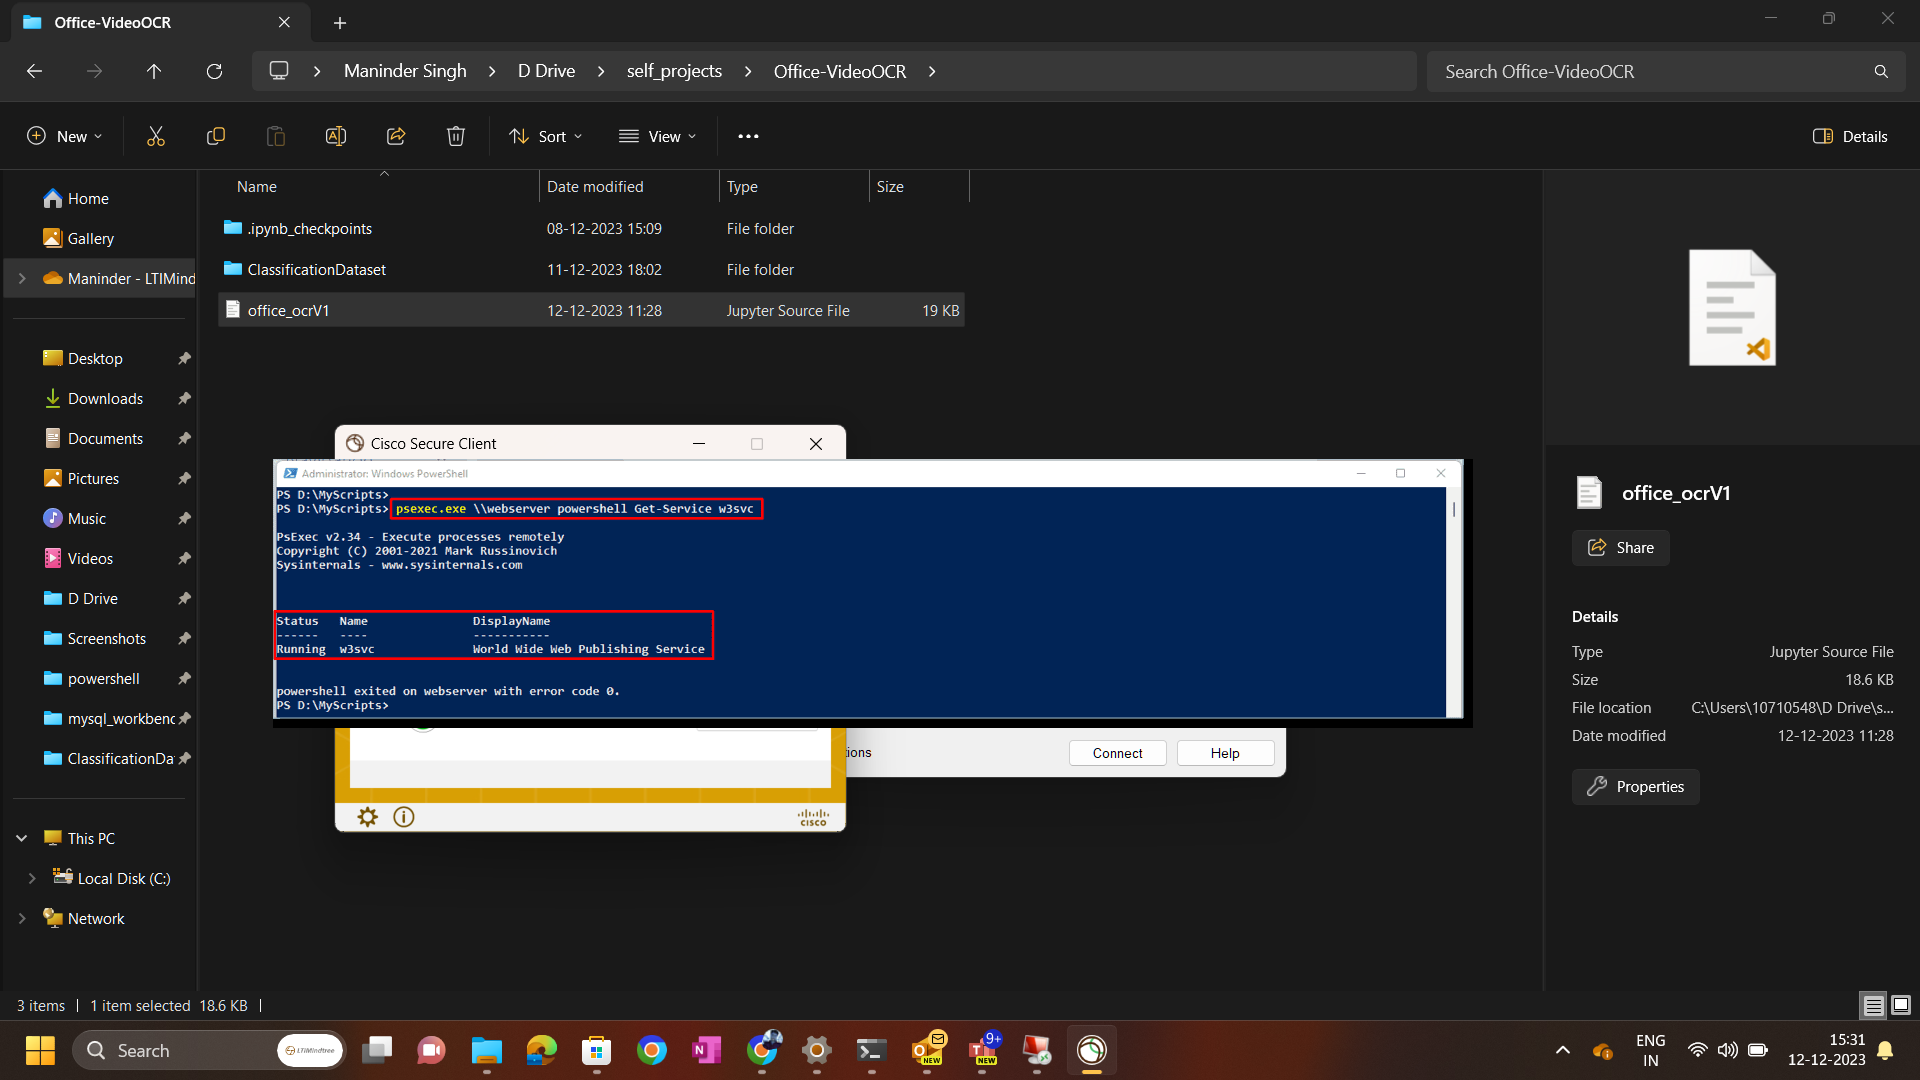 Office-VideoOCR
Maninder Singh
D Drive
self_projects
Office-VideoOCR
Search Office-VideoOCR
New
Sort
View
Details
Home
Gallery
Maninder - LTIMind
Desktop
Downloads
Documents
Pictures
Music
Videos
D Drive
Screenshots
powershell
mysql_workbenc
ClassificationDa
This PC
Local Disk (C:)
Network
Name Date modified Type Size
.ipynb_checkpoints 08-12-2023 15:09 File folder
ClassificationDataset 11-12-2023 18:02 File folder
office_ocrV1 12-12-2023 11:28 Jupyter Source File 19 KB
Cisco Secure Client
Administrator: Windows PowerShell
PS D:\MyScripts>
PS D:\MyScripts> psexec.exe \\webserver powershell Get-Service w3svc
PsExec v2.34 - Execute processes remotely
Copyright (C) 2001-2021 Mark Russinovich
Sysinternals - www.sysinternals.com
Status Name DisplayName
------ ---- -----------
Running w3svc World Wide Web Publishing Service
powershell exited on webserver with error code 0.
PS D:\MyScripts>
tions
Connect
Help
cisco
office_ocrV1
Share
Details
Type Jupyter Source File
Size 18.6 KB
File location C:\Users\10710548\D Drive\s...
Date modified 12-12-2023 11:28
Properties
3 items 1 item selected 18.6 KB
Search
LTIMindtree
NEW
9+
NEW
ENG
IN
15:31
12-12-2023